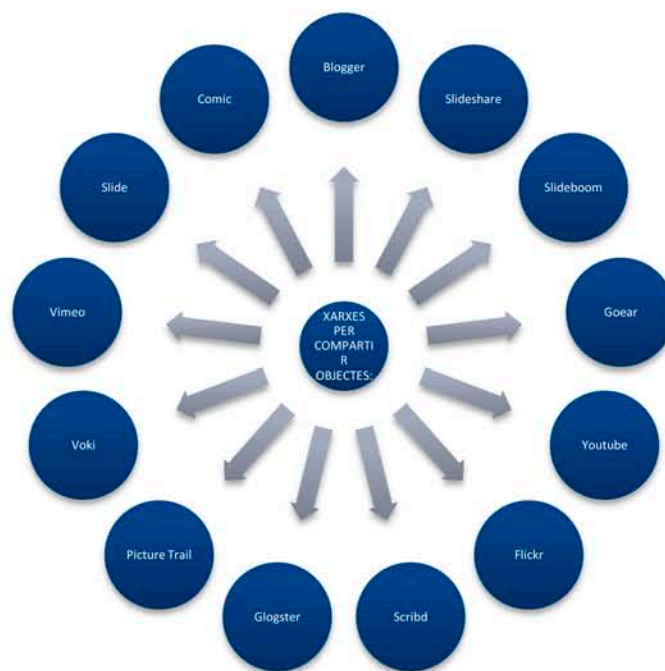 Blogger
Slideshare
Slideboom
Goear
Youtube
Flickr
Scribd
Glogster
Picture Trail
Voki
Vimeo
Slide
Comic
XARXES
PER
COMPARTI
R
OBJECTES: